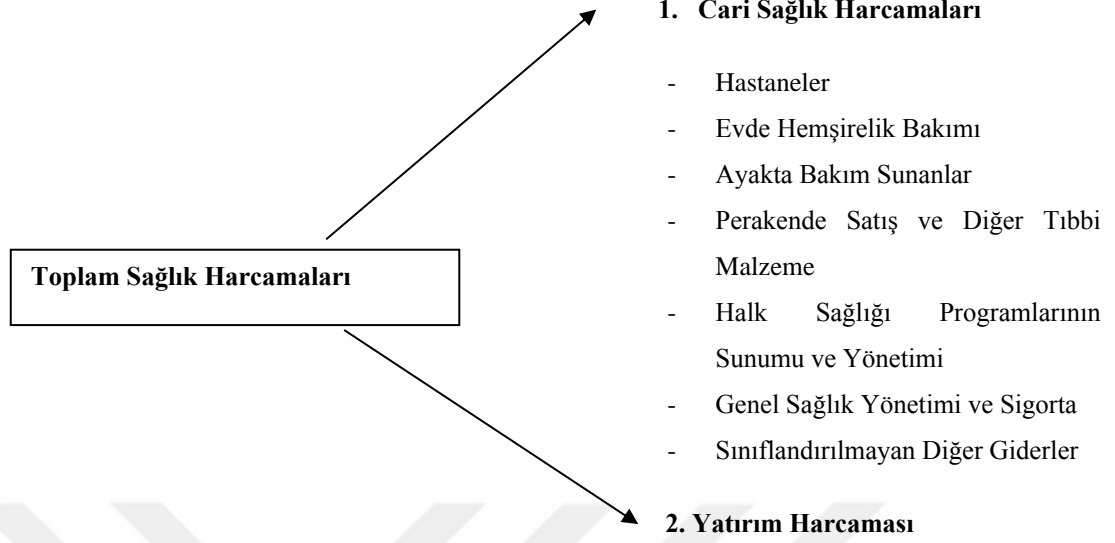 1. Cari Sağlık Harcamaları
- Hastaneler
- Evde Hemşirelik Bakımı
- Ayakta Bakım Sunanlar
- Perakende Satış ve Diğer Tıbbi
Malzeme
Toplam Sağlık Harcamaları
- Halk Sağlığı Programlarının
Sunumu ve Yönetimi
- Genel Sağlık Yönetimi ve Sigorta
- Sınıflandırılmayan Diğer Giderler
2. Yatırım Harcaması